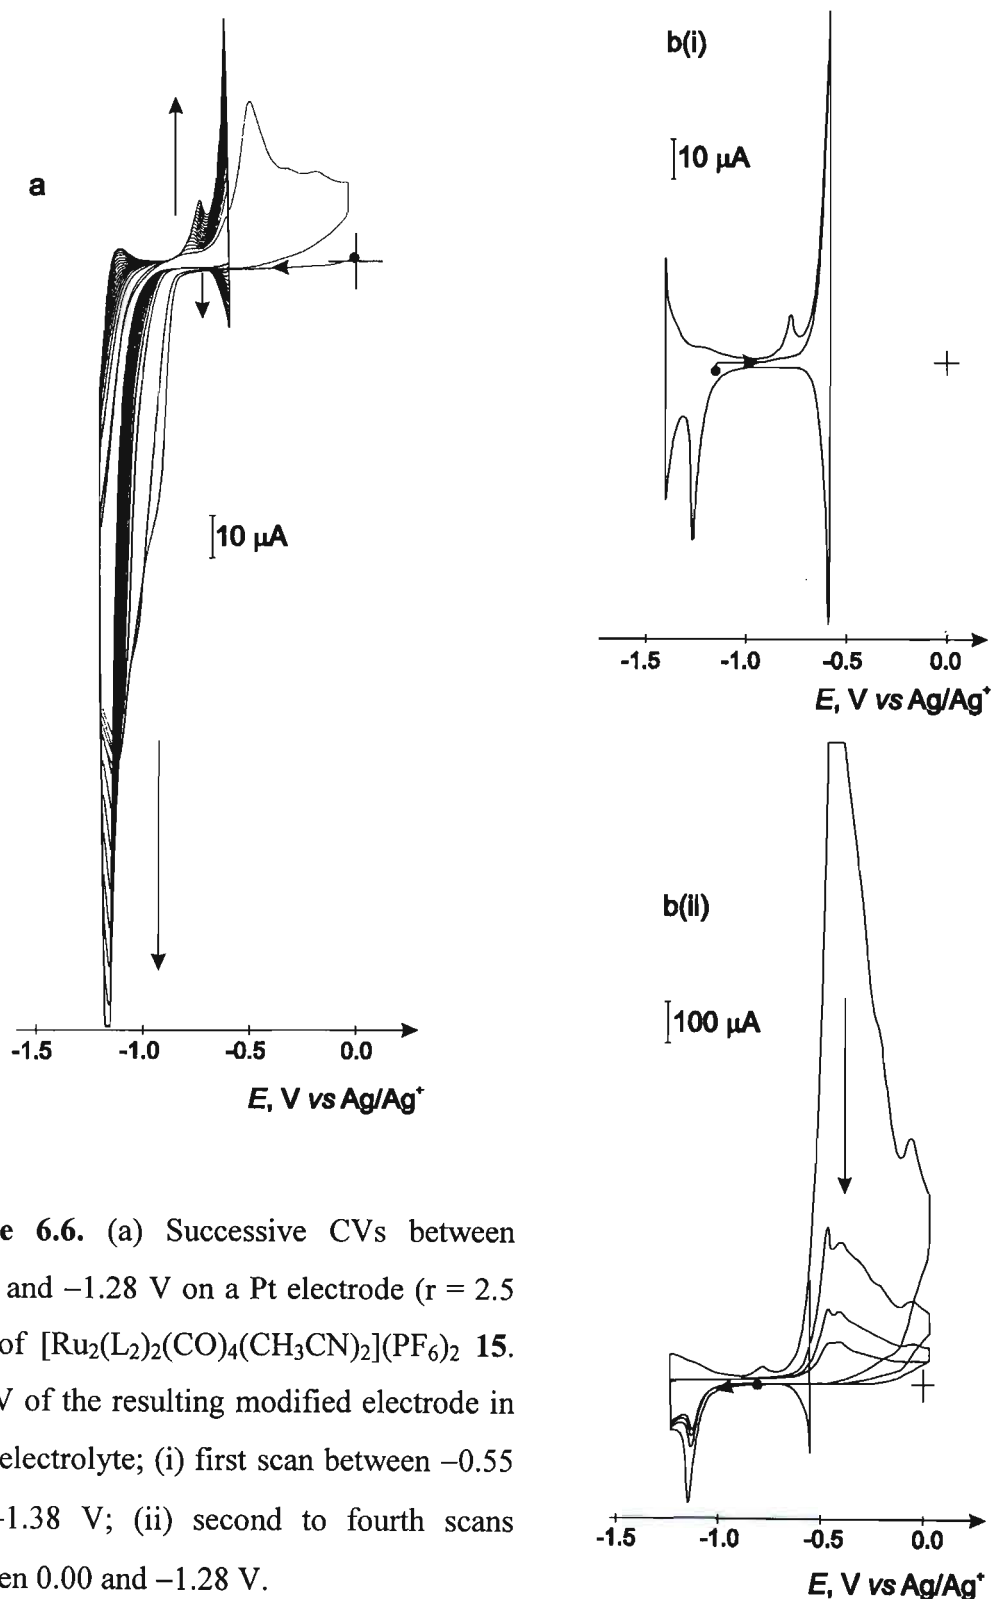 a
10 µA
-1.5 -1.0 -0.5 0.0
E, V vs Ag/Ag⁺
b(i)
10 µA
-1.5 -1.0 -0.5 0.0
E, V vs Ag/Ag⁺
b(ii)
100 µA
-1.5 -1.0 -0.5 0.0
E, V vs Ag/Ag⁺
e 6.6. (a) Successive CVs between
and –1.28 V on a Pt electrode (r = 2.5
of [Ru₂(L₂)₂(CO)₄(CH₃CN)₂](PF₆)₂ 15.
V of the resulting modified electrode in
electrolyte; (i) first scan between –0.55
-1.38 V; (ii) second to fourth scans
en 0.00 and –1.28 V.